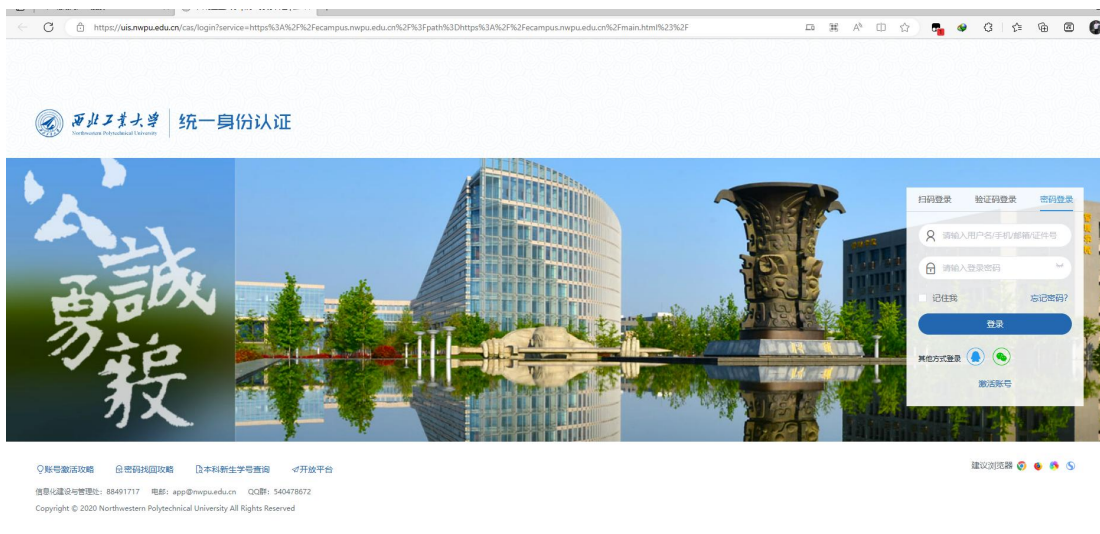 https://uis.nwpu.edu.cn/cas/login?service=https%3A%2F%2Fecampus.nwpu.edu.cn%2F%3Fpath%3Dhttps%3A%2F%2Fecampus.nwpu.edu.cn%2Fmain.html%23%2F
西北工业大学
Northwestern Polytechnical University
统一身份认证
公誠勇毅
扫码登录 验证码登录 密码登录
请输入用户名/手机/邮箱/证件号
请输入登录密码
记住我 忘记密码?
登录
其他方式登录
激活账号
账号激活攻略 密码找回攻略 本科新生学号查询 开放平台
建议浏览器
信息化建设与管理处：88491717 电邮：app@nwpu.edu.cn QQ群：540478672
Copyright © 2020 Northwestern Polytechnical University All Rights Reserved